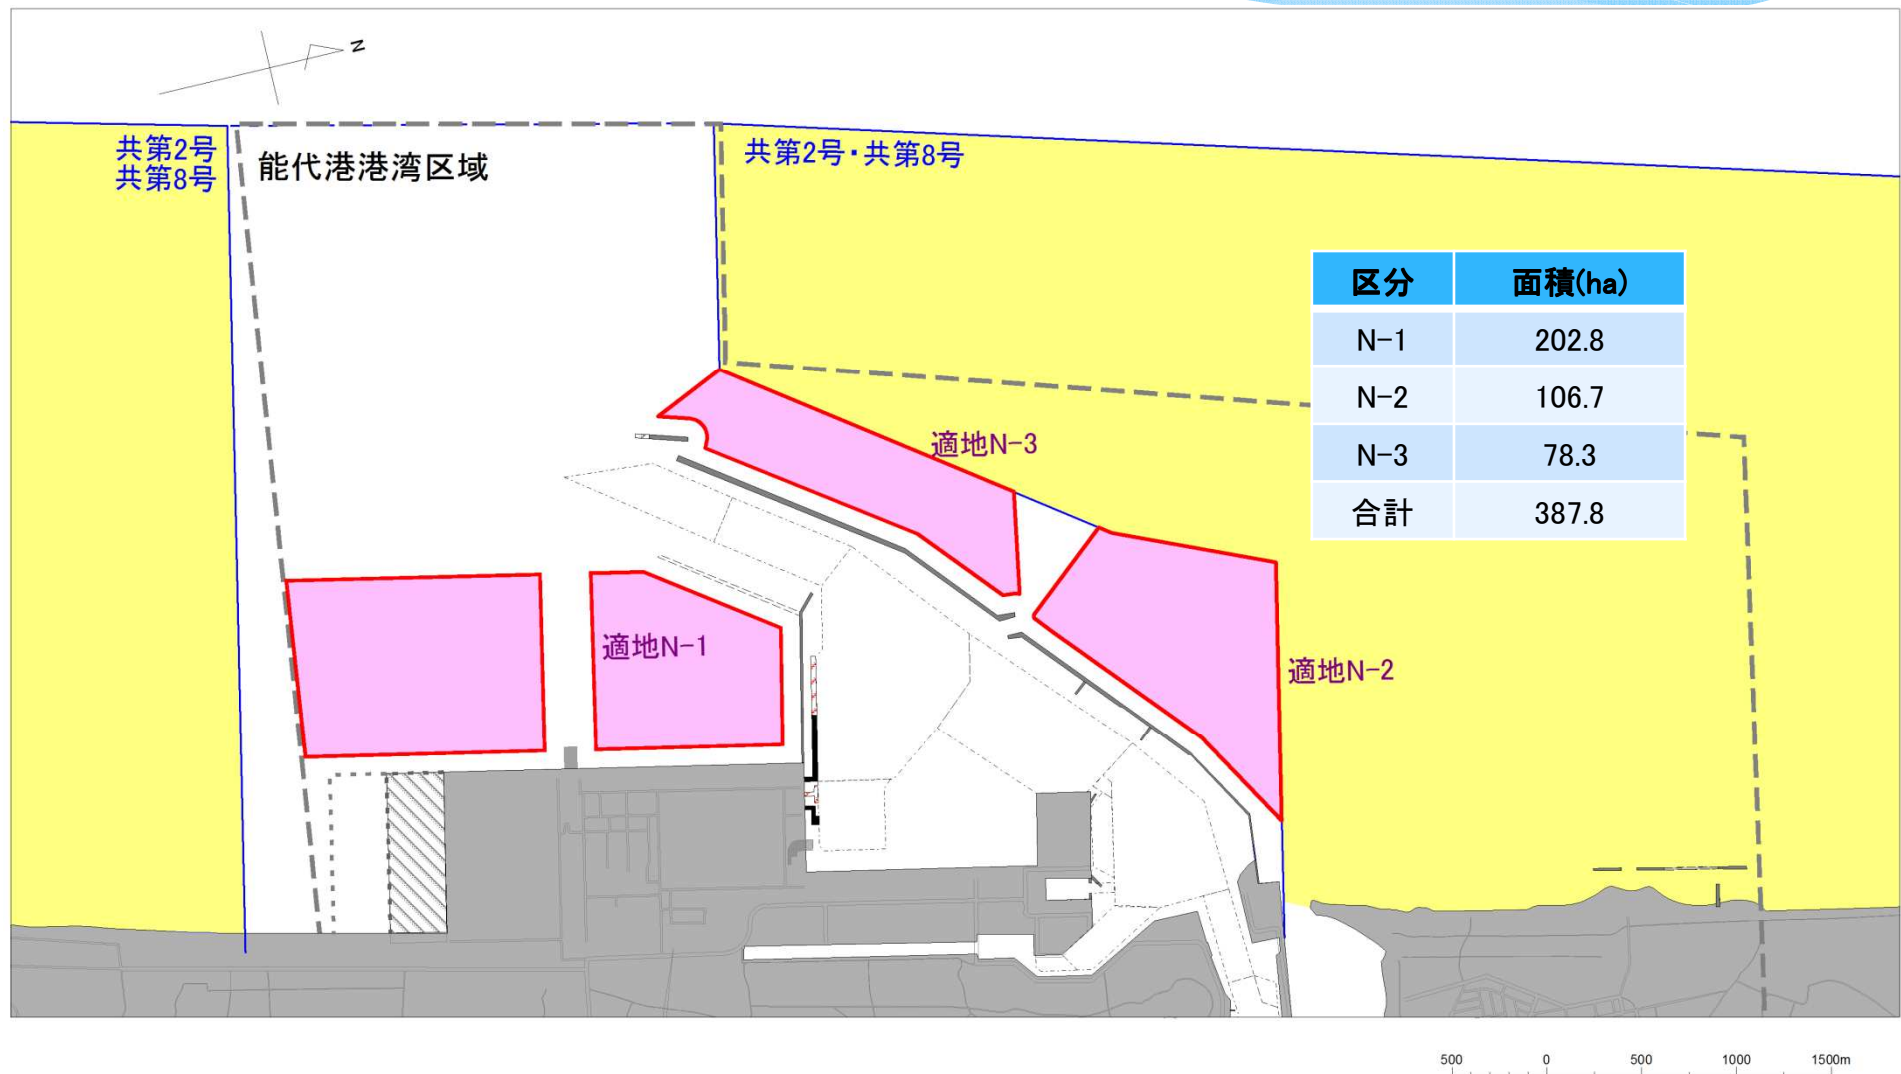 N
共第2号
共第8号
能代港港湾区域
共第2号・共第8号
区分 面積(ha)
N-1 202.8
N-2 106.7
N-3 78.3
合計 387.8
適地N-3
適地N-1
適地N-2
500 0 500 1000 1500m